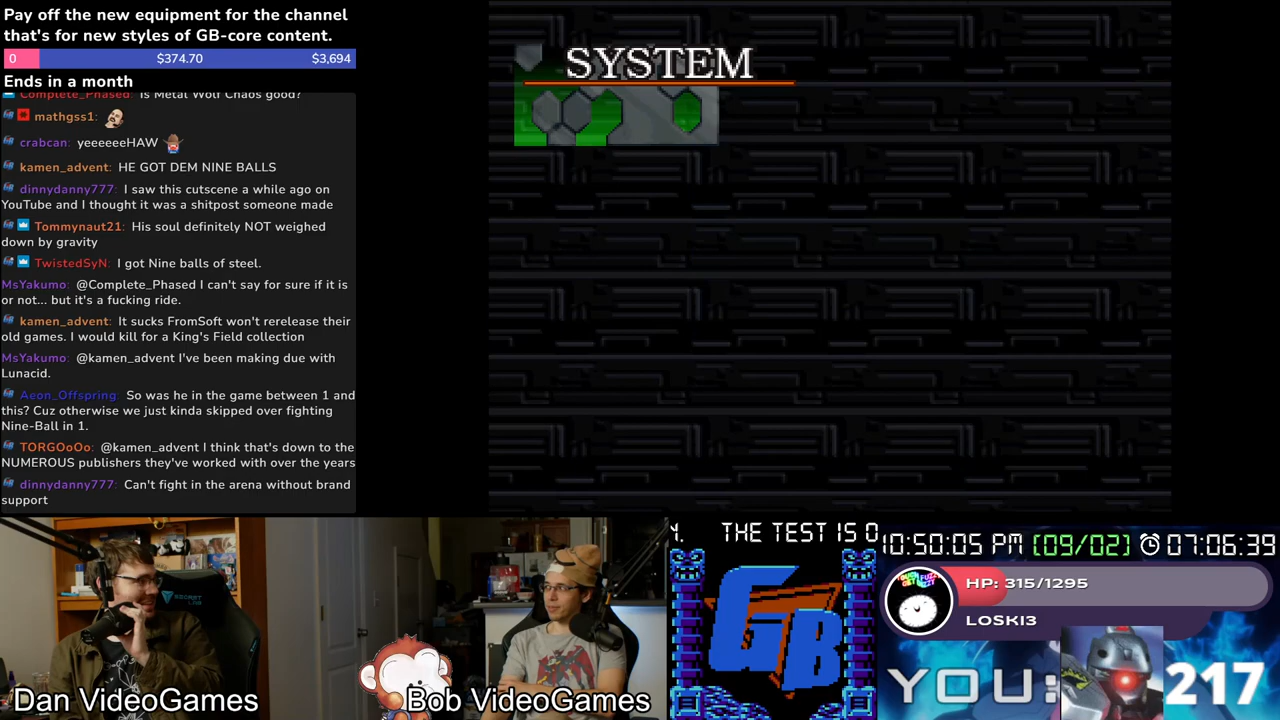 Pay off the new equipment for the channel
that's for new styles of GB-core content.
0 $374.70 $3,694
Ends in a month
Complete_Phased: Is Metal Wolf Chaos good?
mathgss1:
crabcan: yeeeeeeHAW
kamen_advent: HE GOT DEM NINE BALLS
dinnydanny777: I saw this cutscene a while ago on
YouTube and I thought it was a shitpost someone made
Tommynaut21: His soul definitely NOT weighed
down by gravity
TwistedSyN: I got Nine balls of steel.
MsYakumo: @Complete_Phased I can't say for sure if it is
or not... but it's a fucking ride.
kamen_advent: It sucks FromSoft won't rerelease their
old games. I would kill for a King's Field collection
MsYakumo: @kamen_advent I've been making due with
Lunacid.
Aeon_Offspring: So was he in the game between 1 and
this? Cuz otherwise we just kinda skipped over fighting
Nine-Ball in 1.
TORGOoOo: @kamen_advent I think that's down to the
NUMEROUS publishers they've worked with over the years
dinnydanny777: Can't fight in the arena without brand
support
SYSTEM
SECRET LAB
Dan VideoGames
Bob VideoGames
THE TEST IS
GB
10:50:05 PM [09/02] 07:06:39
HP: 315/1295
LOSKI3
YOU: 217